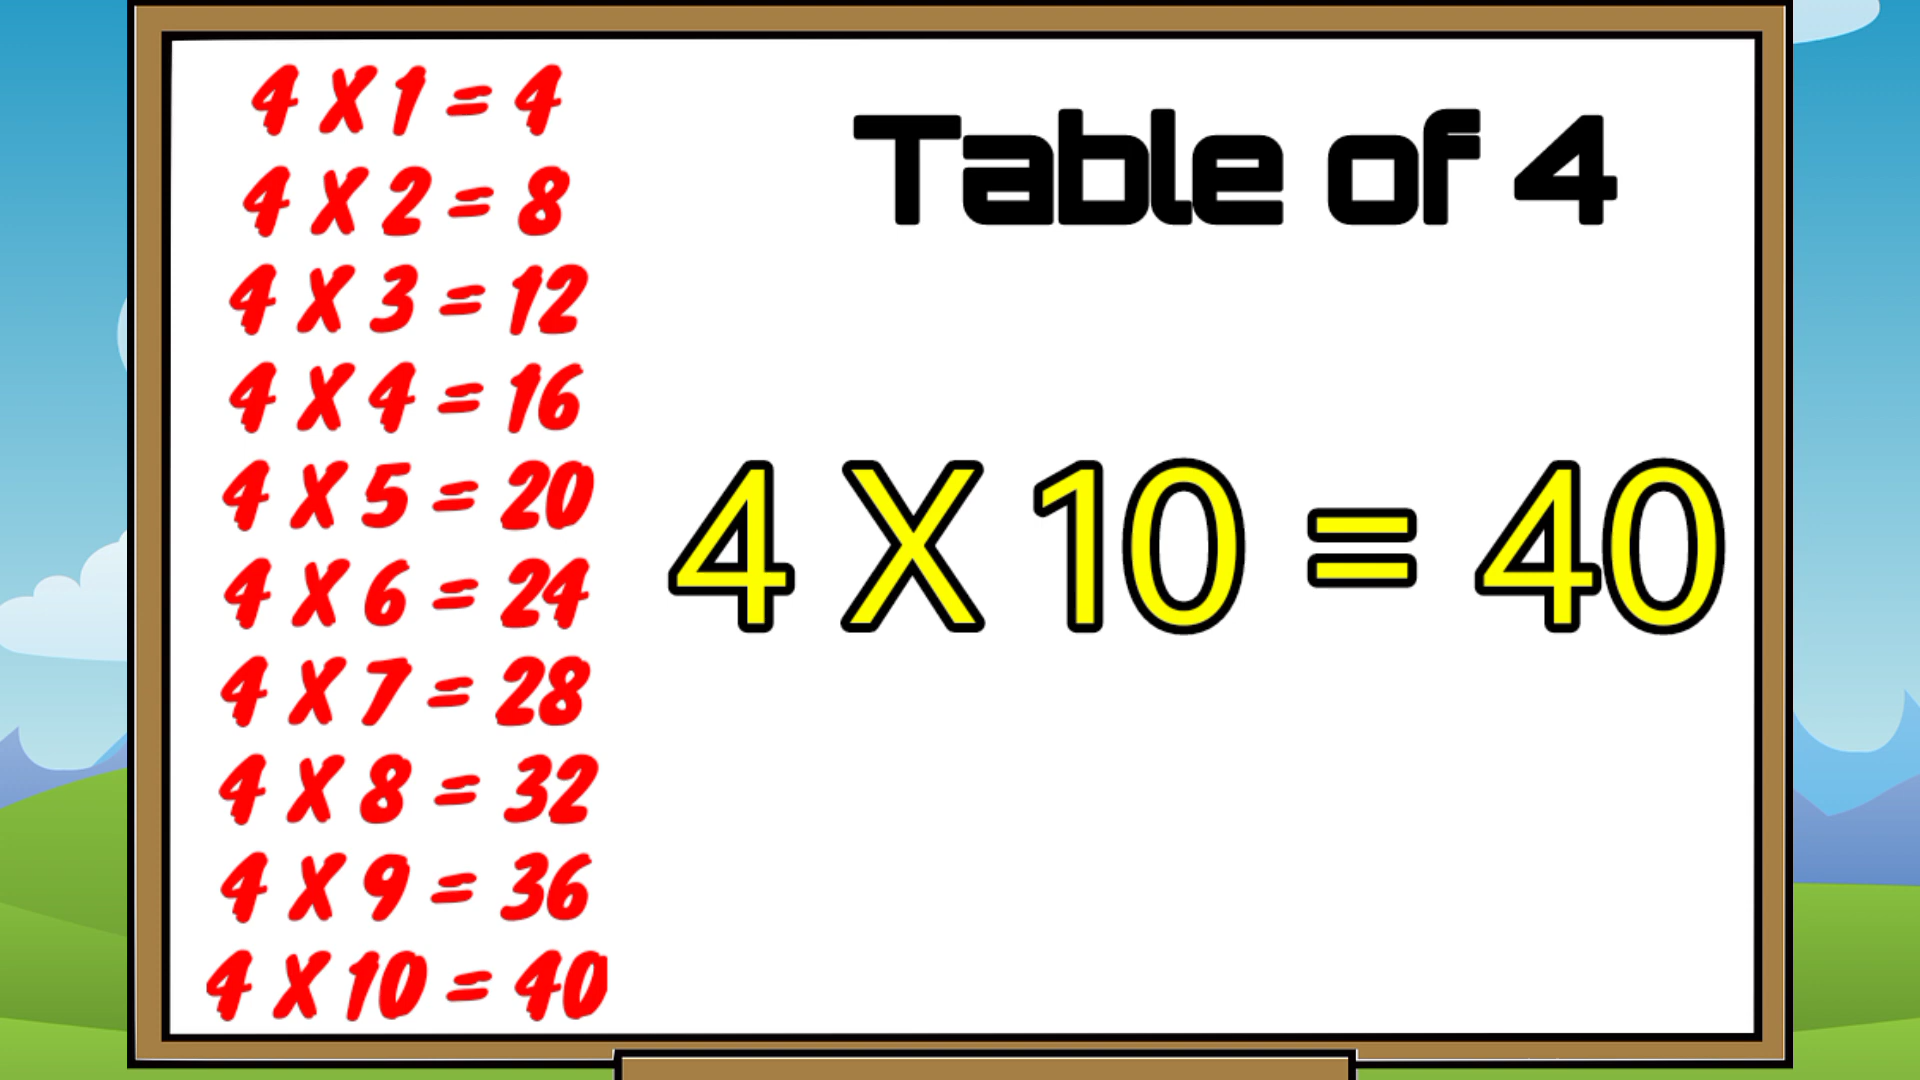 4 X 1 = 4
4 X 2 = 8
4 X 3 = 12
4 X 4 = 16
4 X 5 = 20
4 X 6 = 24
4 X 7 = 28
4 X 8 = 32
4 X 9 = 36
4 X 10 = 40
Table of 4
4 X 10 = 40